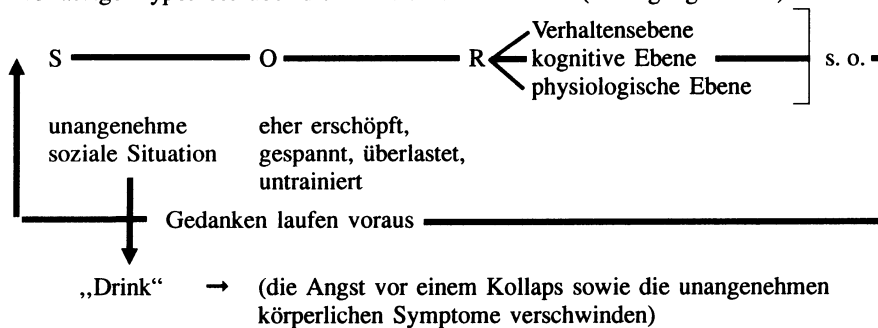 S O R
Verhaltensebene
kognitive Ebene
physiologische Ebene
s. o.
unangenehme
soziale Situation
eher erschöpft,
gespannt, überlastet,
untrainiert
Gedanken laufen voraus
„Drink“ → (die Angst vor einem Kollaps sowie die unangenehmen
körperlichen Symptome verschwinden)